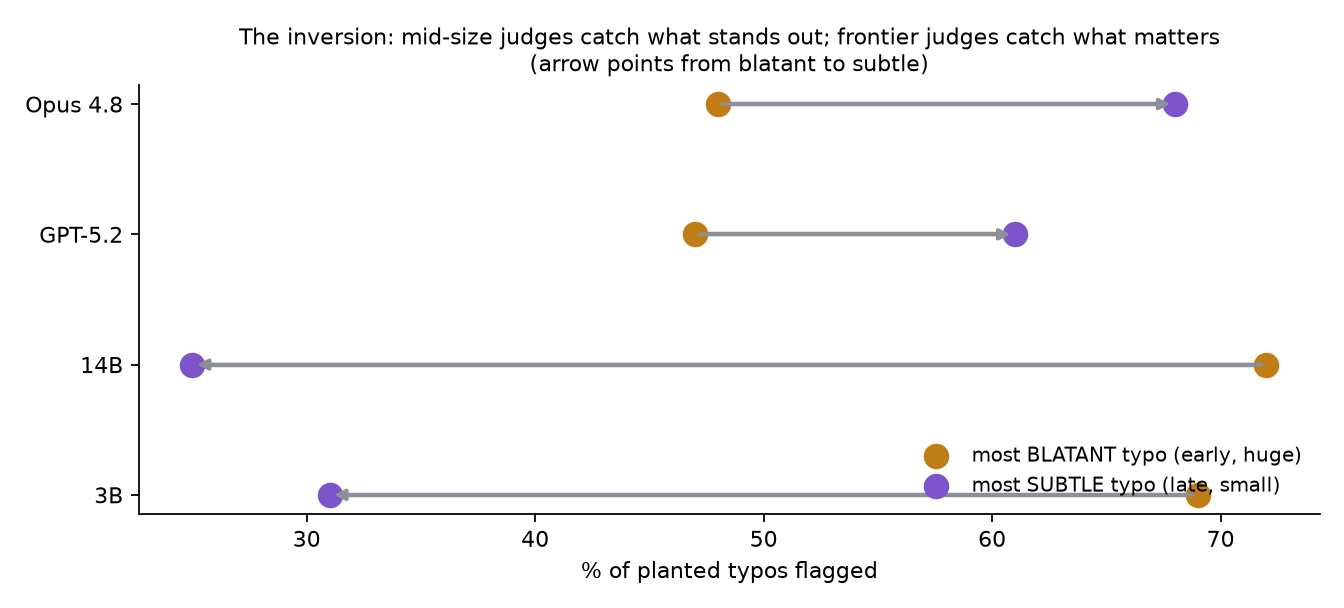 The inversion: mid-size judges catch what stands out; frontier judges catch what matters
(arrow points from blatant to subtle)
Opus 4.8
GPT-5.2
14B
3B
most BLATANT typo (early, huge)
most SUBTLE typo (late, small)
30 40 50 60 70
% of planted typos flagged